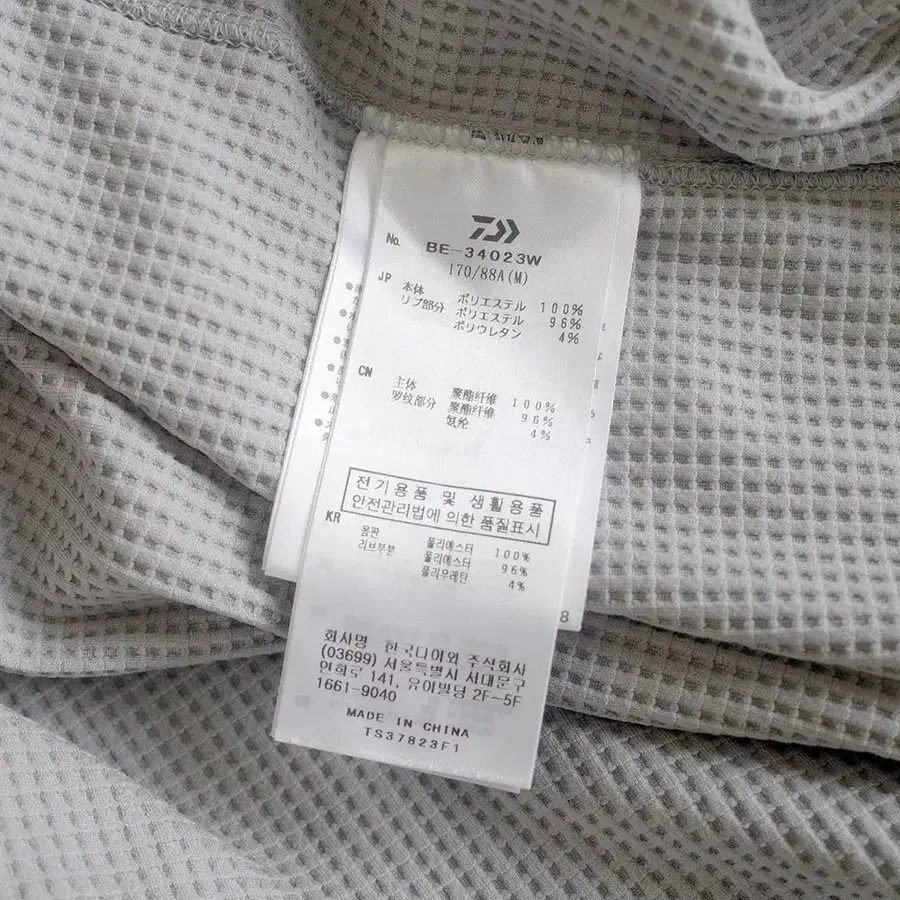 No. BE-34023W
170/88A(M)
JP 本体 ポリエステル 100%
リブ部分 ポリエステル 96%
ポリウレタン 4%
CN
主体 聚酯纤维 100%
罗纹部分 聚酯纤维 96%
氨纶 4%
전기용품 및 생활용품
안전관리법에 의한 품질표시
KR
몸판 폴리에스터 100%
리브부분 폴리에스터 96%
폴리우레탄 4%
회사명 한국다이와 주식회사
(03699) 서울특별시 서대문구
연희로 141, 유이빌딩 2F~5F
1661-9040
MADE IN CHINA
TS37823F1
8